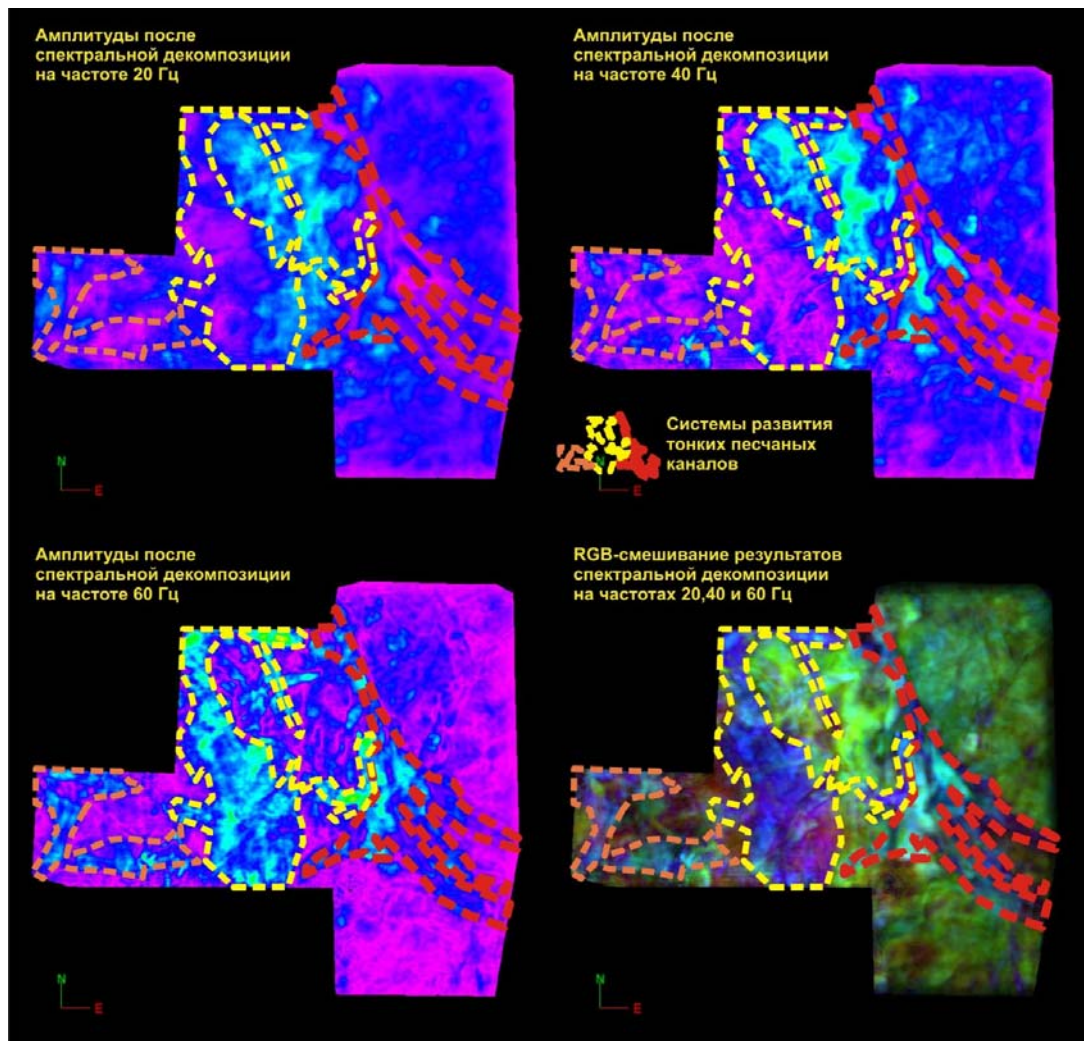 Амплитуды после
спектральной декомпозиции
на частоте 20 Гц
Амплитуды после
спектральной декомпозиции
на частоте 40 Гц
N
E
N
E
Системы развития
тонких песчаных
каналов
Амплитуды после
спектральной декомпозиции
на частоте 60 Гц
RGB-смешивание результатов
спектральной декомпозиции
на частотах 20,40 и 60 Гц
N
E
N
E